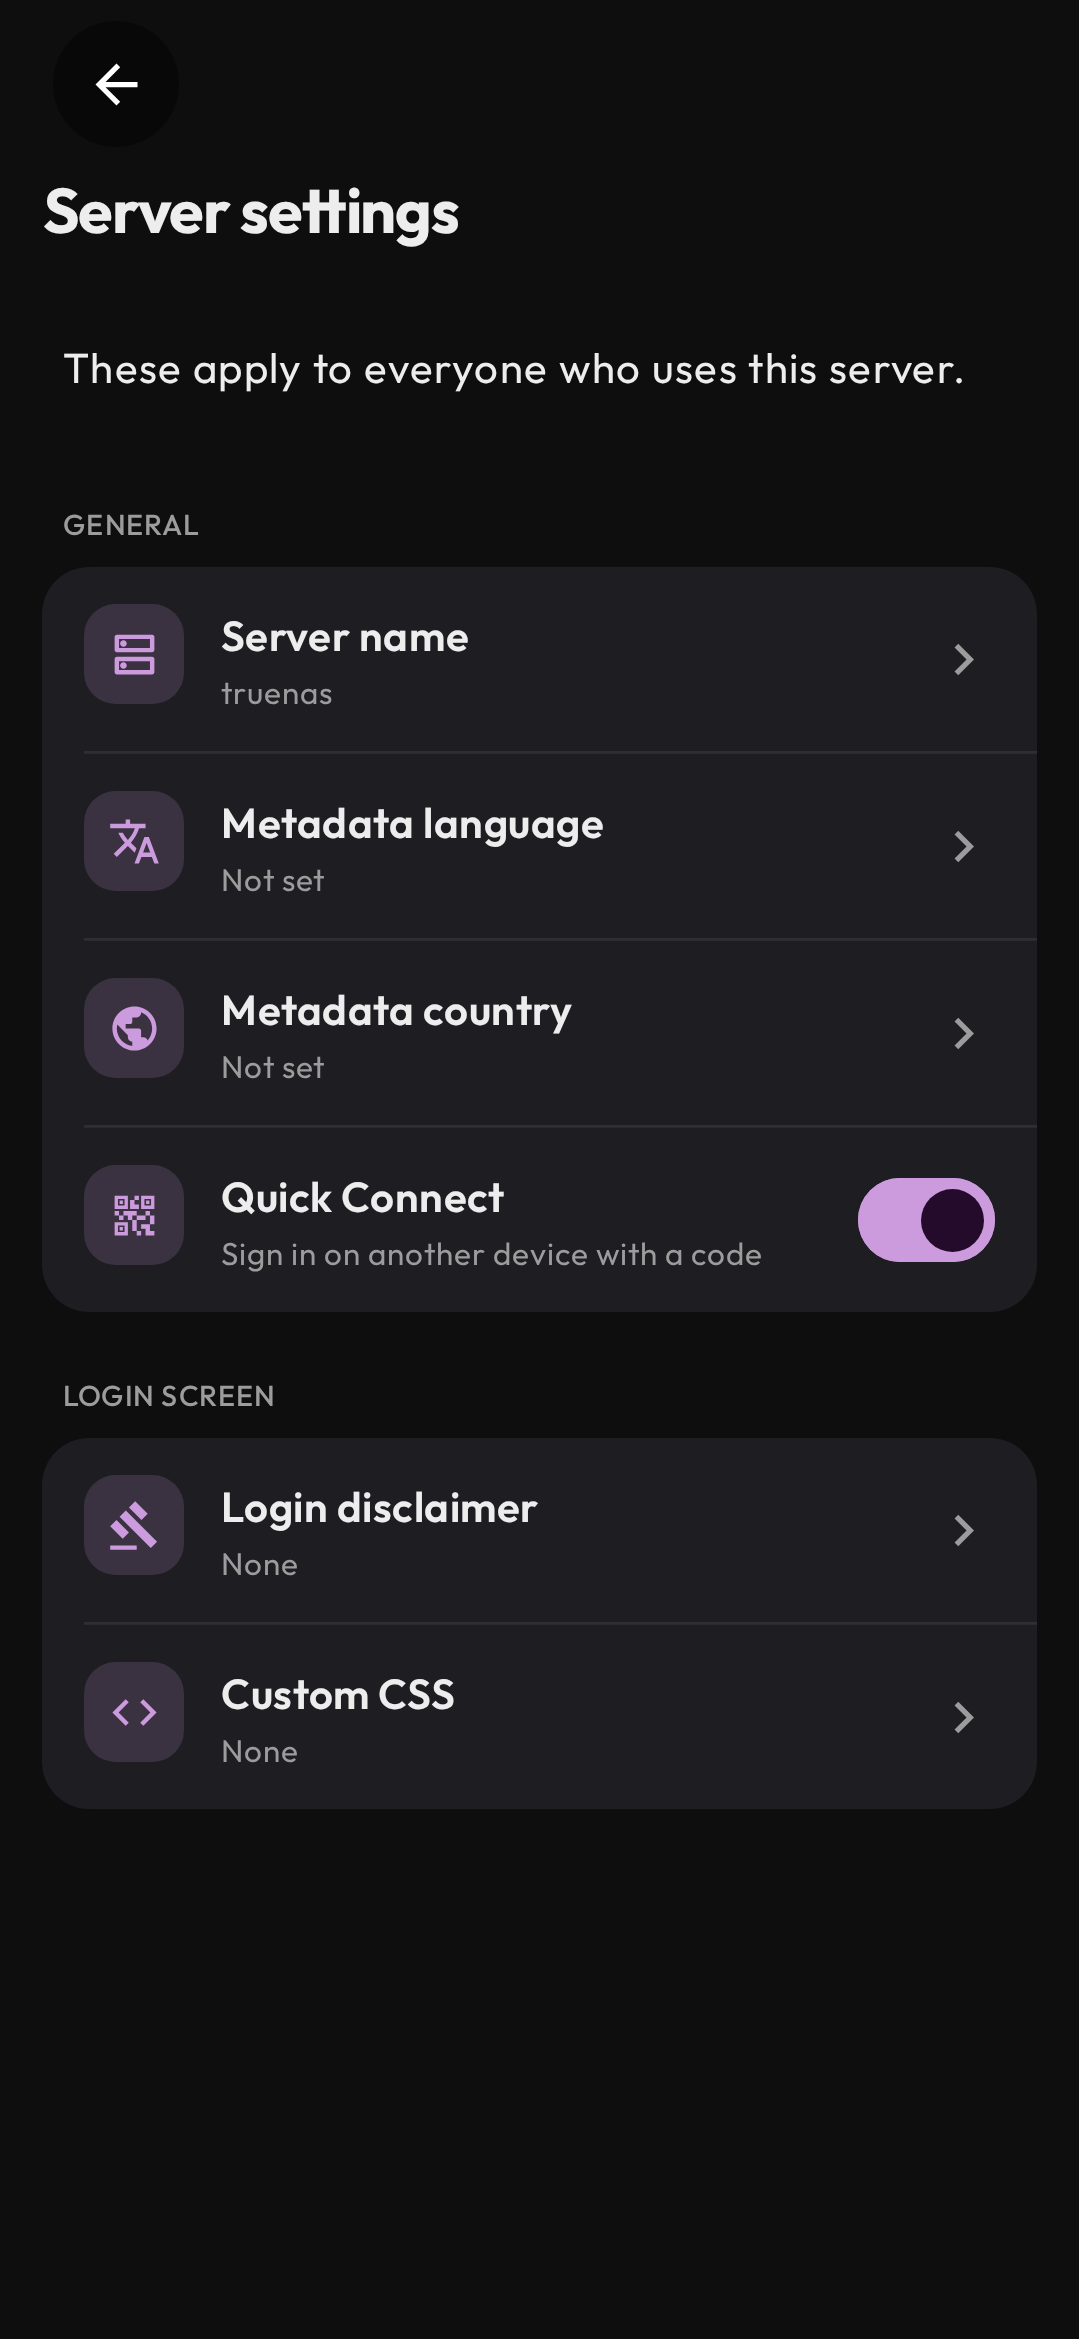 Server settings
These apply to everyone who uses this server.
GENERAL
Server name
truenas
Metadata language
Not set
Metadata country
Not set
Quick Connect
Sign in on another device with a code
LOGIN SCREEN
Login disclaimer
None
Custom CSS
None